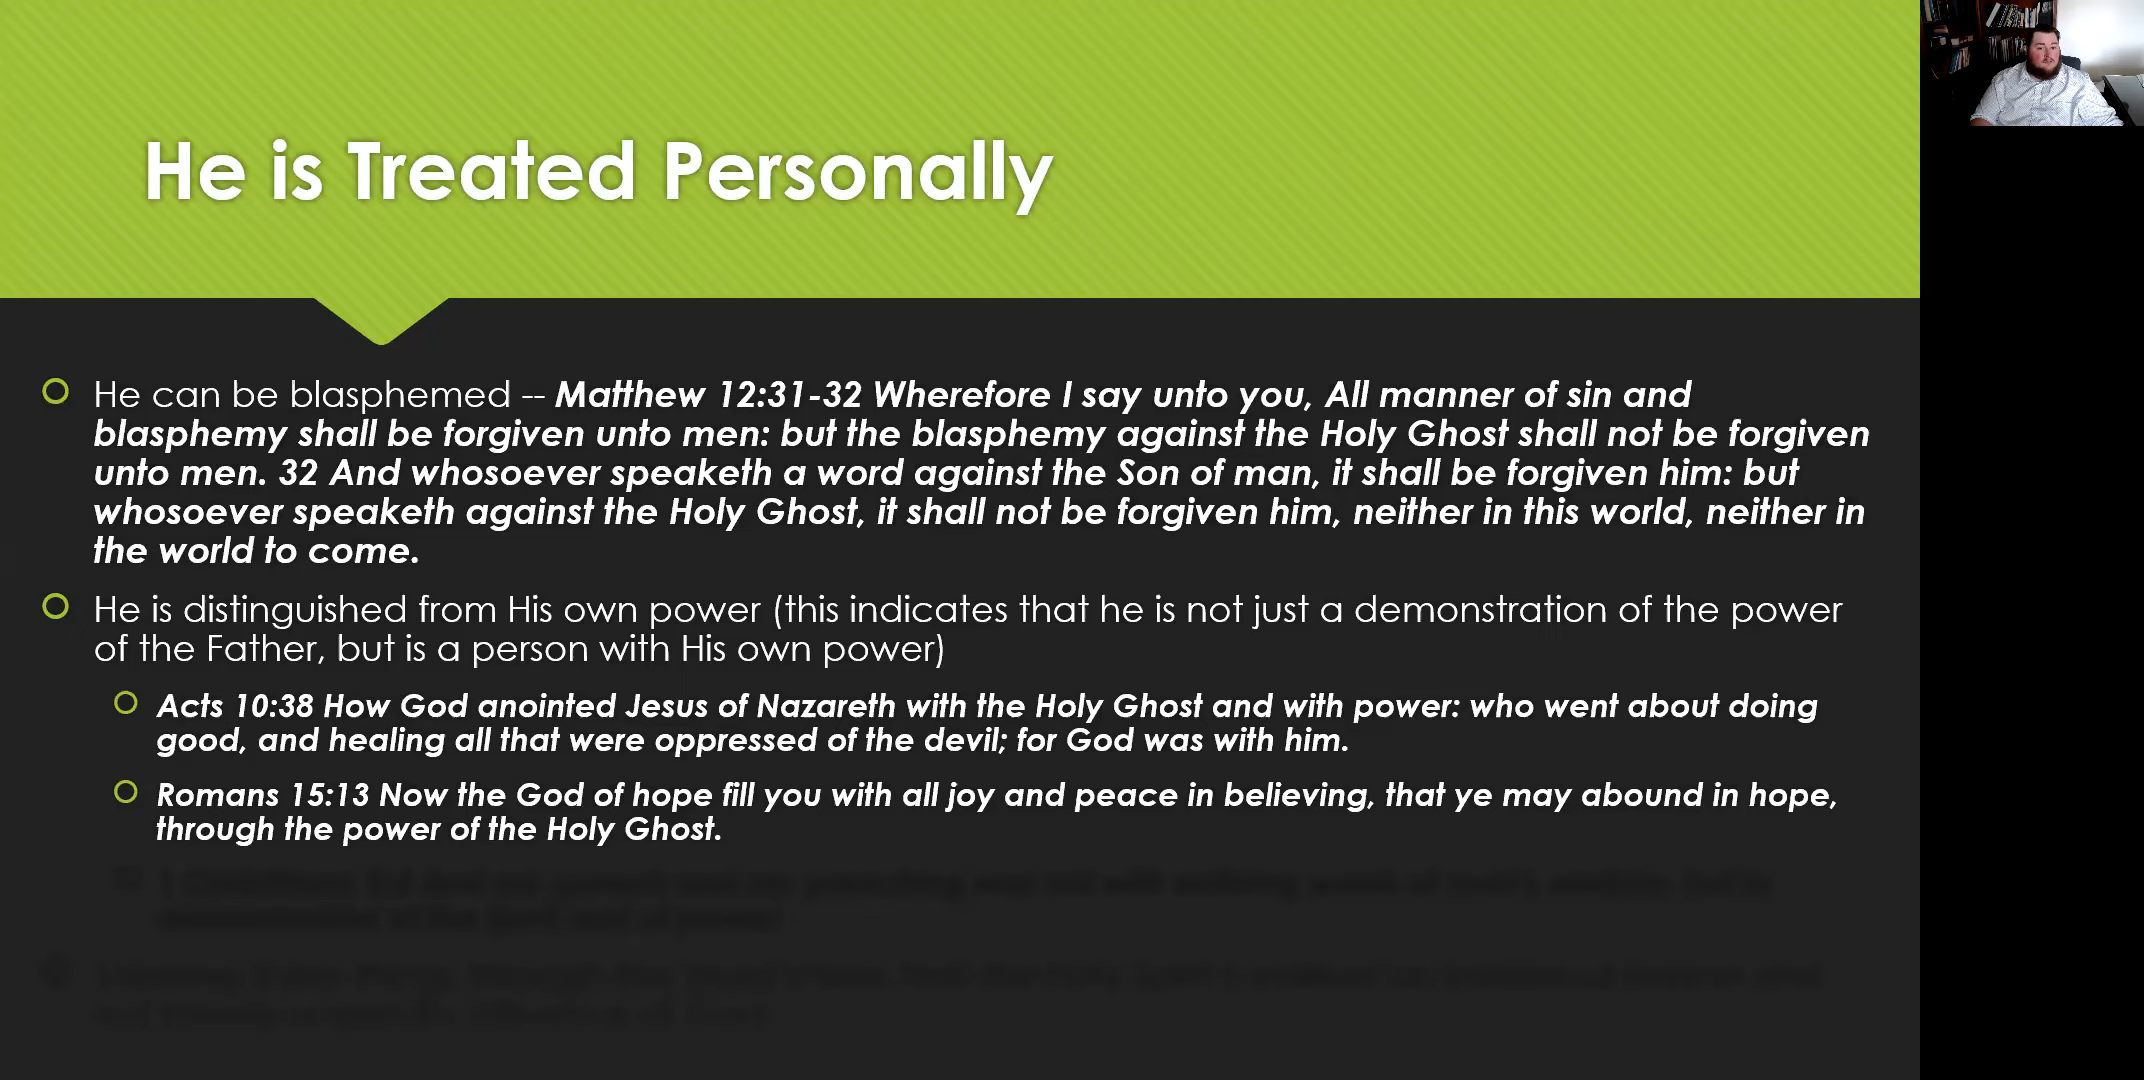 He is Treated Personally
He can be blasphemed -- Matthew 12:31-32 Wherefore I say unto you, All manner of sin and
blasphemy shall be forgiven unto men: but the blasphemy against the Holy Ghost shall not be forgiven
unto men. 32 And whosoever speaketh a word against the Son of man, it shall be forgiven him: but
whosoever speaketh against the Holy Ghost, it shall not be forgiven him, neither in this world, neither in
the world to come.
He is distinguished from His own power (this indicates that he is not just a demonstration of the power
of the Father, but is a person with His own power)
Acts 10:38 How God anointed Jesus of Nazareth with the Holy Ghost and with power: who went about doing
good, and healing all that were oppressed of the devil; for God was with him.
Romans 15:13 Now the God of hope fill you with all joy and peace in believing, that ye may abound in hope,
through the power of the Holy Ghost.